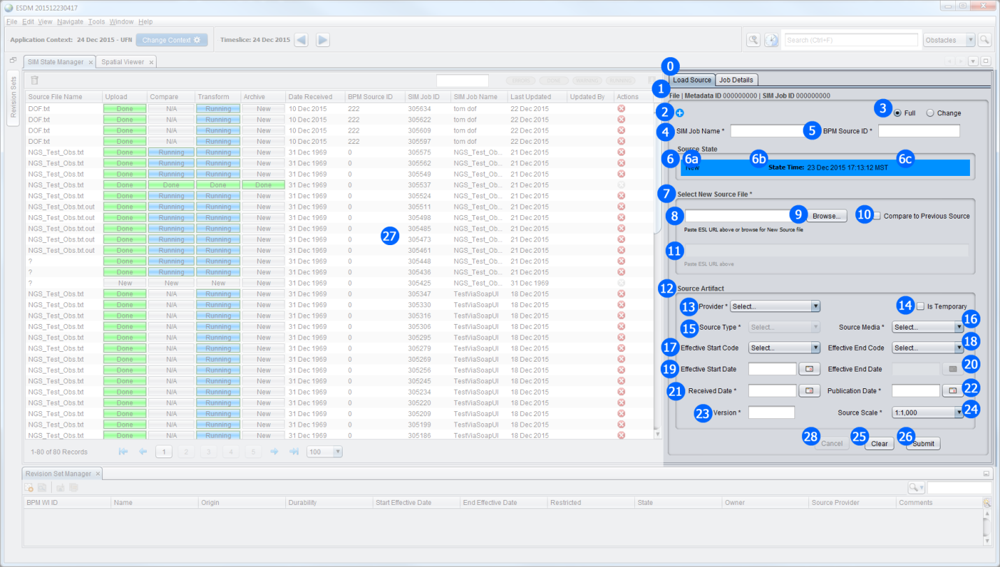 ESDM 201512230417
File Edit View Navigate Tools Window Help
Application Context: 24 Dec 2015 - UFN Change Context Timeslice: 24 Dec 2015 Search (Ctrl+F) Obstacles
SIM State Manager Spatial Viewer
Revision Sets
ERRORS DONE WARNING RUNNING
Source File Name Upload Compare Transform Archive Date Received BPM Source ID SIM Job ID SIM Job Name Last Updated Updated By Actions
DOF.txt Done N/A Running New 10 Dec 2015 222 305634 tom dof 22 Dec 2015
DOF.txt Done N/A Running New 10 Dec 2015 222 305622 tom dof 22 Dec 2015
DOF.txt Done N/A Running New 10 Dec 2015 222 305609 tom dof 22 Dec 2015
DOF.txt Done N/A Running New 10 Dec 2015 222 305597 tom dof 22 Dec 2015
NGS_Test_Obs.txt Done Running Running New 31 Dec 1969 0 305575 NGS_Test_Ob... 21 Dec 2015
NGS_Test_Obs.txt Done Running Running New 31 Dec 1969 0 305561 NGS_Test_Ob... 21 Dec 2015
NGS_Test_Obs.txt Done Running Running New 31 Dec 1969 0 305549 NGS_Test_Ob... 21 Dec 2015
NGS_Test_Obs.txt Done Done Done Done 31 Dec 1969 0 305537 NGS_Test_Ob... 21 Dec 2015
NGS_Test_Obs.txt Done Running Running New 31 Dec 1969 0 305524 NGS_Test_Ob... 21 Dec 2015
NGS_Test_Obs.txt.out Done Running Running New 31 Dec 1969 0 305511 NGS_Test_Ob... 21 Dec 2015
NGS_Test_Obs.txt.out Done Running Running New 31 Dec 1969 0 305498 NGS_Test_Ob... 21 Dec 2015
NGS_Test_Obs.txt.out Done Running Running New 31 Dec 1969 0 305485 NGS_Test_Ob... 21 Dec 2015
NGS_Test_Obs.txt.out Done Running Running New 31 Dec 1969 0 305473 NGS_Test_Ob... 21 Dec 2015
NGS_Test_Obs.txt.out Done Running Running New 31 Dec 1969 0 305461 NGS_Test_Ob... 21 Dec 2015
? Done Running Running New 31 Dec 1969 0 305448 NGS_Test_Ob... 21 Dec 2015
? Done Running Running New 31 Dec 1969 0 305436 NGS_Test_Ob... 21 Dec 2015
? New New New New 31 Dec 1969 0 305425 NGS_Test_Ob... 31 Dec 1969
NGS_Test_Obs.txt Done N/A Running New 31 Dec 1969 0 305347 TestViaSoapUI 18 Dec 2015
NGS_Test_Obs.txt Done N/A Running New 31 Dec 1969 0 305330 TestViaSoapUI 18 Dec 2015
NGS_Test_Obs.txt Done N/A Running New 31 Dec 1969 0 305316 TestViaSoapUI 18 Dec 2015
NGS_Test_Obs.txt Done N/A Running New 31 Dec 1969 0 305306 TestViaSoapUI 18 Dec 2015
NGS_Test_Obs.txt Done N/A Running New 31 Dec 1969 0 305295 TestViaSoapUI 18 Dec 2015
NGS_Test_Obs.txt Done N/A Running New 31 Dec 1969 0 305279 TestViaSoapUI 18 Dec 2015
NGS_Test_Obs.txt Done N/A Running New 31 Dec 1969 0 305269 TestViaSoapUI 18 Dec 2015
NGS_Test_Obs.txt Done N/A Running New 31 Dec 1969 0 305256 TestViaSoapUI 18 Dec 2015
NGS_Test_Obs.txt Done N/A Running New 31 Dec 1969 0 305245 TestViaSoapUI 18 Dec 2015
NGS_Test_Obs.txt Done N/A Running New 31 Dec 1969 0 305234 TestViaSoapUI 18 Dec 2015
NGS_Test_Obs.txt Done N/A Running New 31 Dec 1969 0 305220 TestViaSoapUI 18 Dec 2015
NGS_Test_Obs.txt Done N/A Running New 31 Dec 1969 0 305209 TestViaSoapUI 18 Dec 2015
NGS_Test_Obs.txt Done N/A Running New 31 Dec 1969 0 305199 TestViaSoapUI 18 Dec 2015
NGS_Test_Obs.txt Done N/A Running New 31 Dec 1969 0 305186 TestViaSoapUI 18 Dec 2015
27
1-80 of 80 Records 1 2 3 4 5 100
0
Load Source Job Details
1 File | Metadata ID 000000000 | SIM Job ID 000000000
2 3 Full Change
4 SIM Job Name * 5 BPM Source ID *
Source State
6 6a New 6b State Time: 23 Dec 2015 17:13:12 MST 6c
7 Select New Source File *
8 9 Browse... 10 Compare to Previous Source
Paste ESL URL above or browse for New Source file
11
Paste ESL URL above
12 Source Artifact
13 Provider * Select... 14 Is Temporary
15 Source Type * Select... Source Media * Select... 16
17 Effective Start Code Select... Effective End Code Select... 18
19 Effective Start Date Effective End Date 20
21 Received Date * Publication Date * 22
23 Version * Source Scale * 1:1,000 24
28 Cancel 25 Clear 26 Submit
Revision Set Manager
BPM WI ID Name Origin Durability Start Effective Date End Effective Date Restricted State Owner Source Provider Comments